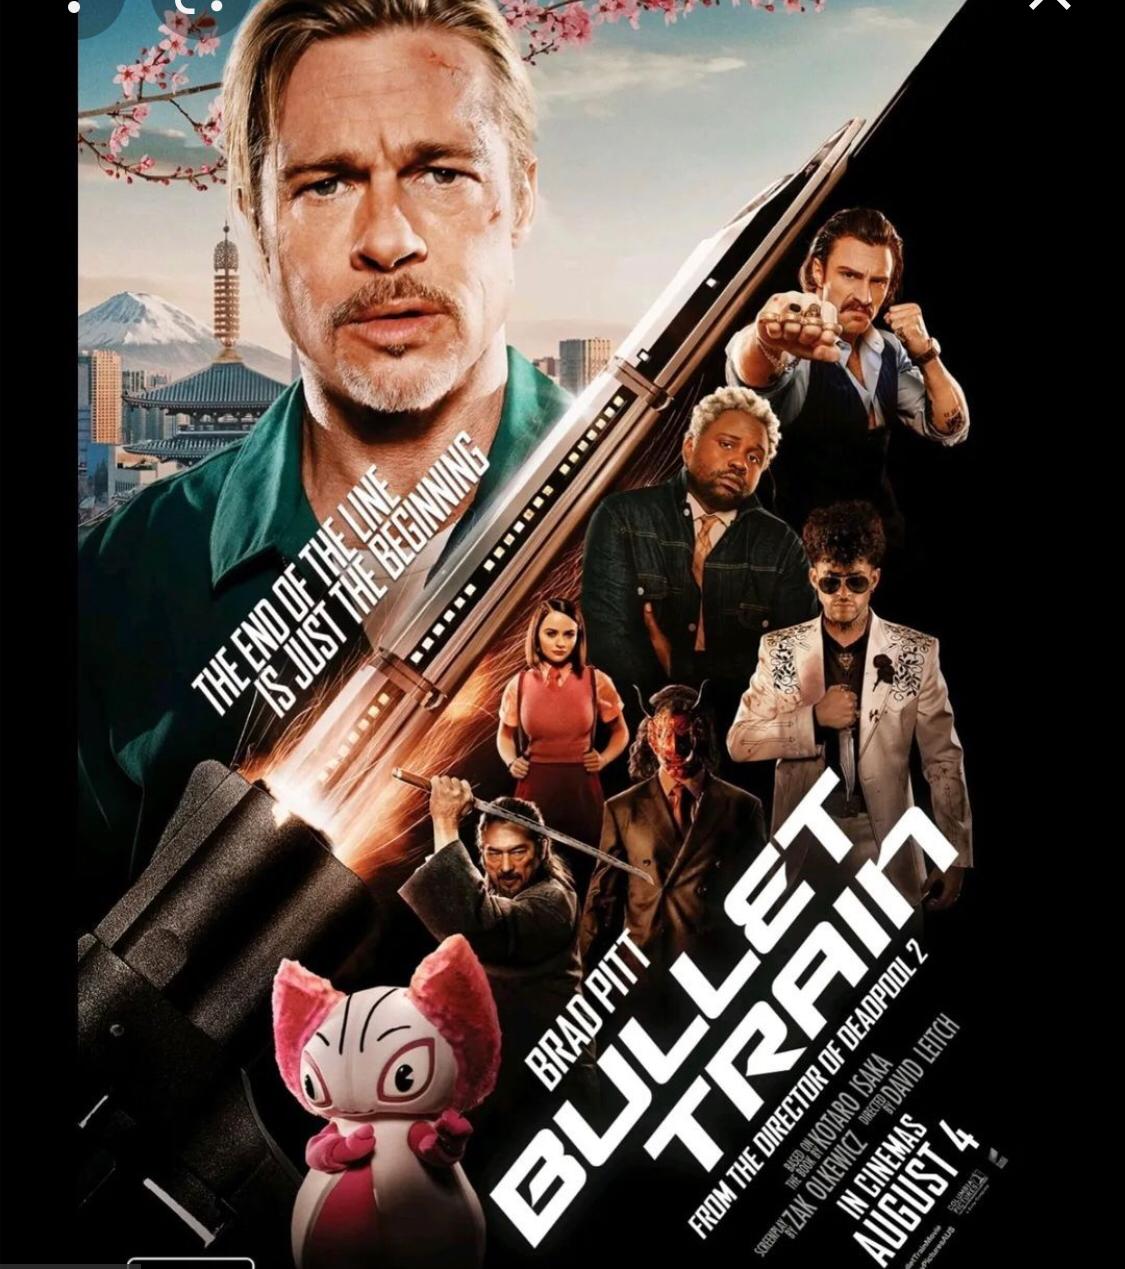 THE END OF THE LINE
IS JUST THE BEGINNING
BRAD PITT
BULLET
TRAIN
FROM THE DIRECTOR OF DEADPOOL 2
BASED ON
THE BOOK BY KOTARO ISAKA
SCREENPLAY
BY ZAK OLKEWICZ
DIRECTED
BY DAVID LEITCH
IN CINEMAS
AUGUST 4
COLUMBIA
PICTURES